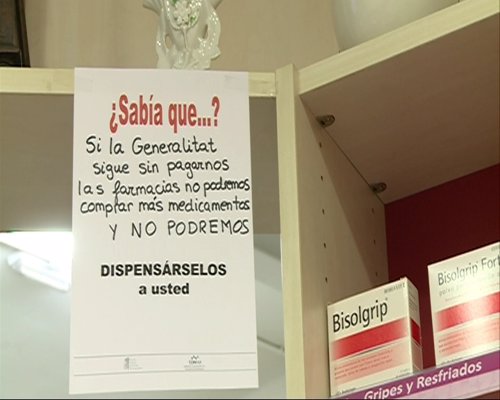 ¿Sabía que...?
Si la Generalitat
sigue sin pagarnos
las farmacias no podremos
comprar más medicamentos
Y NO PODREMOS
DISPENSÁRSELOS
a usted
Bisolgrip
Bisolgrip Fort
Gripes y Resfriados